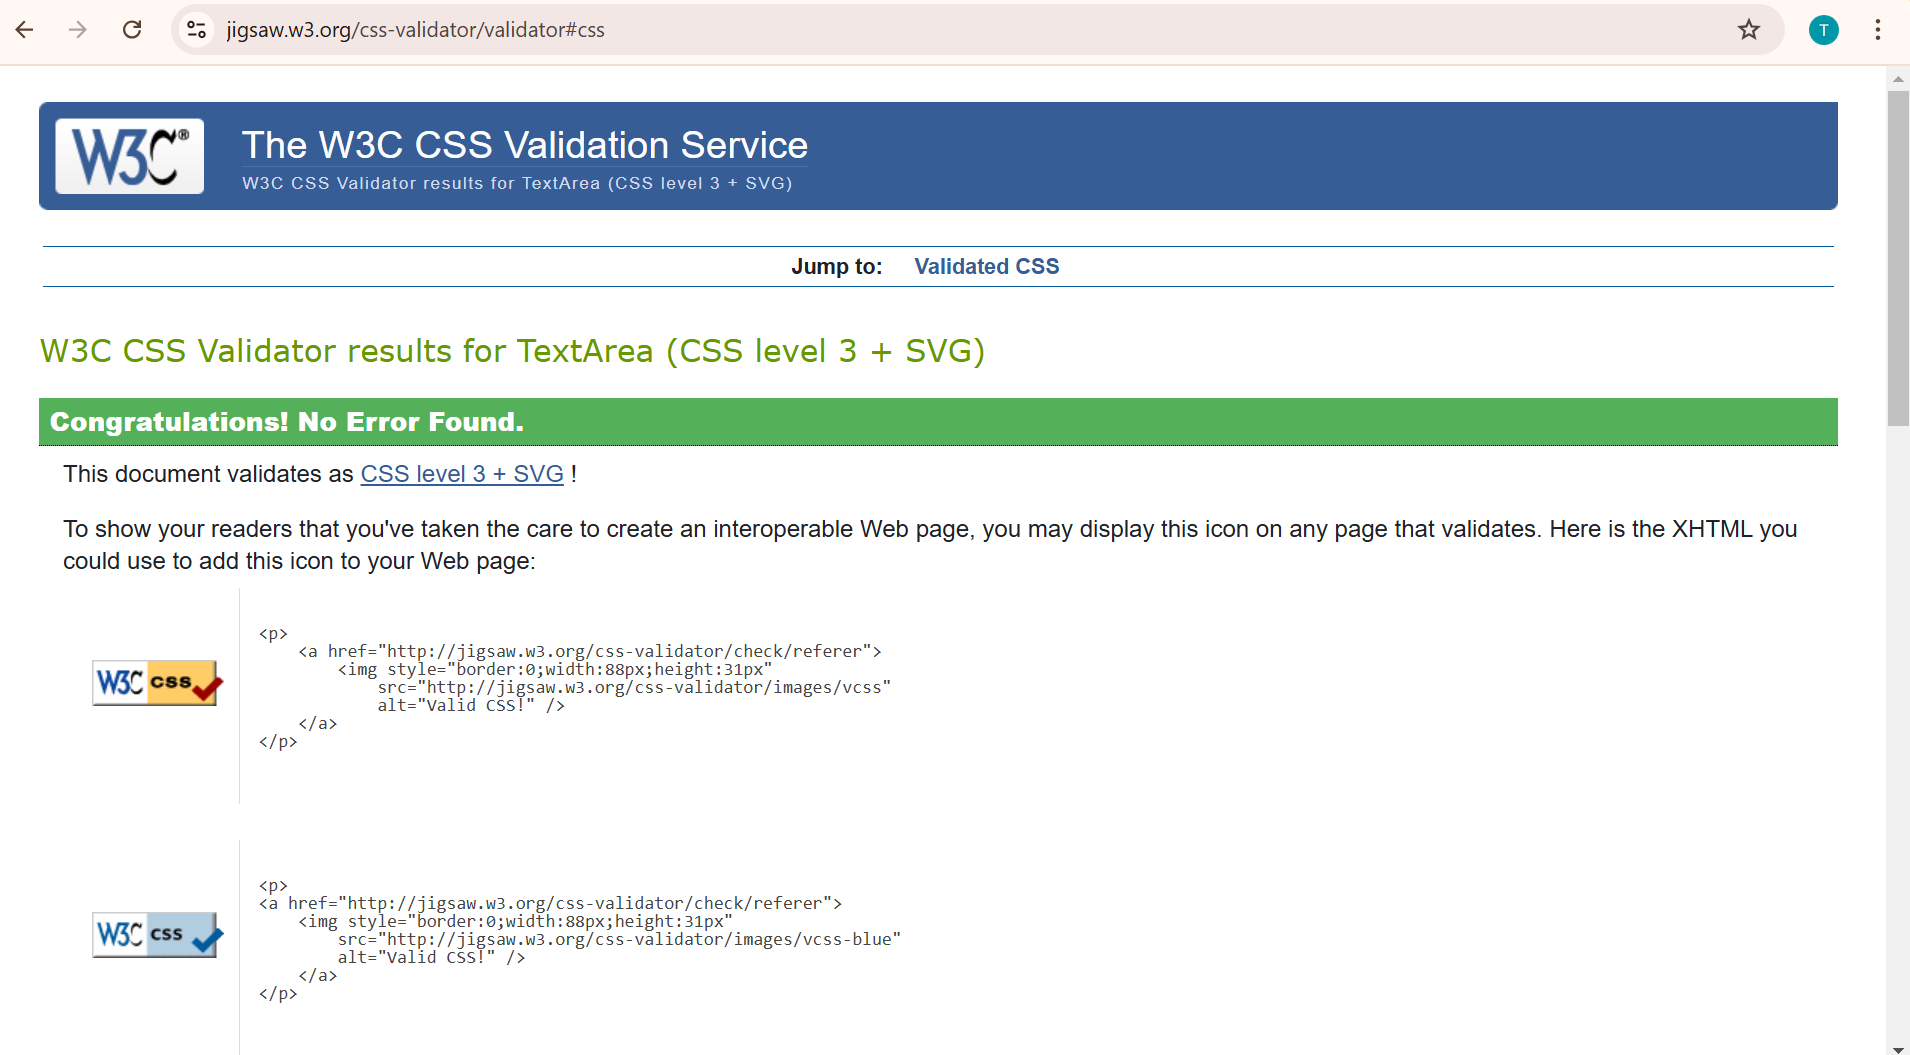 jigsaw.w3.org/css-validator/validator#css
T
W3C®
The W3C CSS Validation Service
W3C CSS Validator results for TextArea (CSS level 3 + SVG)
Jump to: Validated CSS
W3C CSS Validator results for TextArea (CSS level 3 + SVG)
Congratulations! No Error Found.
This document validates as CSS level 3 + SVG !
To show your readers that you've taken the care to create an interoperable Web page, you may display this icon on any page that validates. Here is the XHTML you
could use to add this icon to your Web page:
W3C css
<p>
    <a href="http://jigsaw.w3.org/css-validator/check/referer">
        <img style="border:0;width:88px;height:31px"
            src="http://jigsaw.w3.org/css-validator/images/vcss"
            alt="Valid CSS!" />
    </a>
</p>
W3C css
<p>
<a href="http://jigsaw.w3.org/css-validator/check/referer">
    <img style="border:0;width:88px;height:31px"
        src="http://jigsaw.w3.org/css-validator/images/vcss-blue"
        alt="Valid CSS!" />
    </a>
</p>